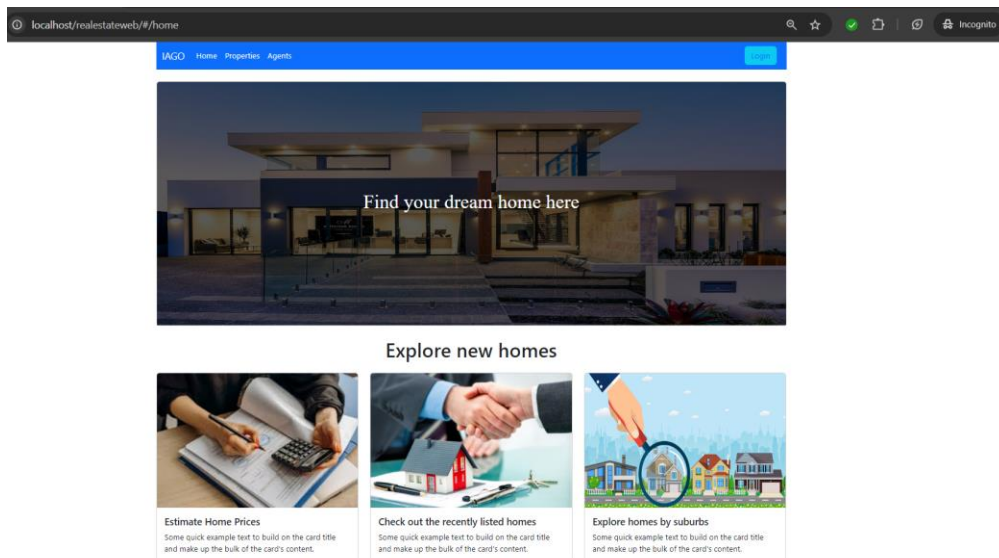 localhost/realestateweb/#/home
Incognito
IAGO Home Properties Agents
Login
Find your dream home here
Explore new homes
Estimate Home Prices
Some quick example text to build on the card title
and make up the bulk of the card's content.
Check out the recently listed homes
Some quick example text to build on the card title
and make up the bulk of the card's content.
Explore homes by suburbs
Some quick example text to build on the card title
and make up the bulk of the card's content.